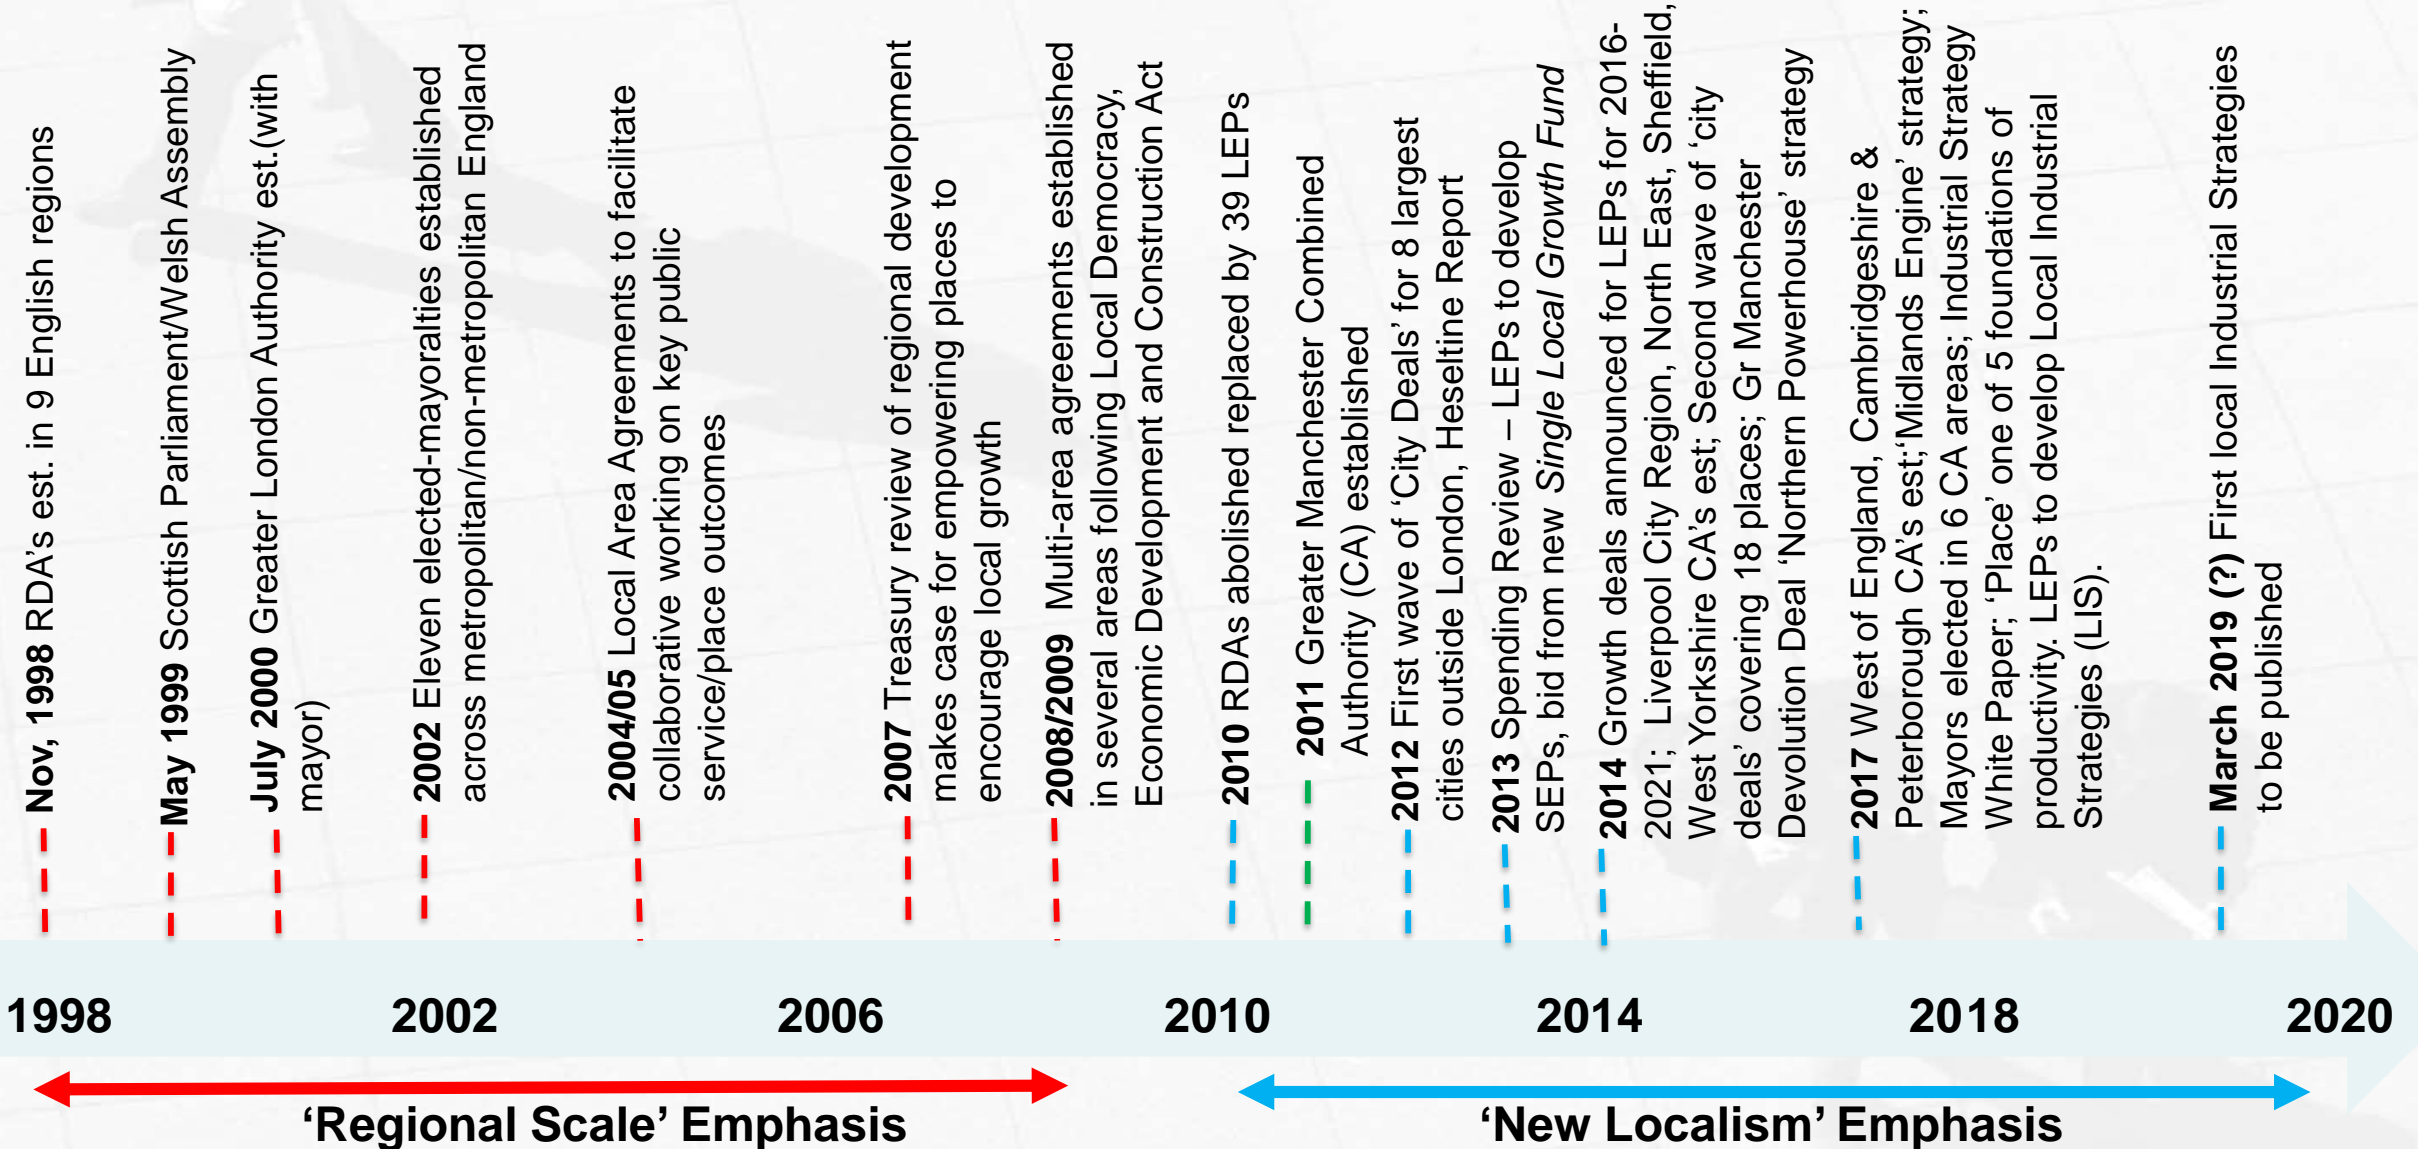 Nov, 1998 RDA's est. in 9 English regions
May 1999 Scottish Parliament/Welsh Assembly
July 2000 Greater London Authority est.(with
mayor)
2002 Eleven elected-mayoralties established
across metropolitan/non-metropolitan England
2004/05 Local Area Agreements to facilitate
collaborative working on key public
service/place outcomes
2007 Treasury review of regional development
makes case for empowering places to
encourage local growth
2008/2009 Multi-area agreements established
in several areas following Local Democracy,
Economic Development and Construction Act
2010 RDAs abolished replaced by 39 LEPs
2011 Greater Manchester Combined
Authority (CA) established
2012 First wave of ‘City Deals’ for 8 largest
cities outside London, Heseltine Report
2013 Spending Review – LEPs to develop
SEPs, bid from new Single Local Growth Fund
2014 Growth deals announced for LEPs for 2016-
2021; Liverpool City Region, North East, Sheffield,
West Yorkshire CA’s est; Second wave of ‘city
deals’ covering 18 places; Gr Manchester
Devolution Deal ‘Northern Powerhouse’ strategy
2017 West of England, Cambridgeshire &
Peterborough CA’s est;‘Midlands Engine’ strategy;
Mayors elected in 6 CA areas; Industrial Strategy
White Paper; ‘Place’ one of 5 foundations of
productivity. LEPs to develop Local Industrial
Strategies (LIS).
March 2019 (?) First local Industrial Strategies
to be published
1998 2002 2006 2010 2014 2018 2020
‘Regional Scale’ Emphasis
‘New Localism’ Emphasis